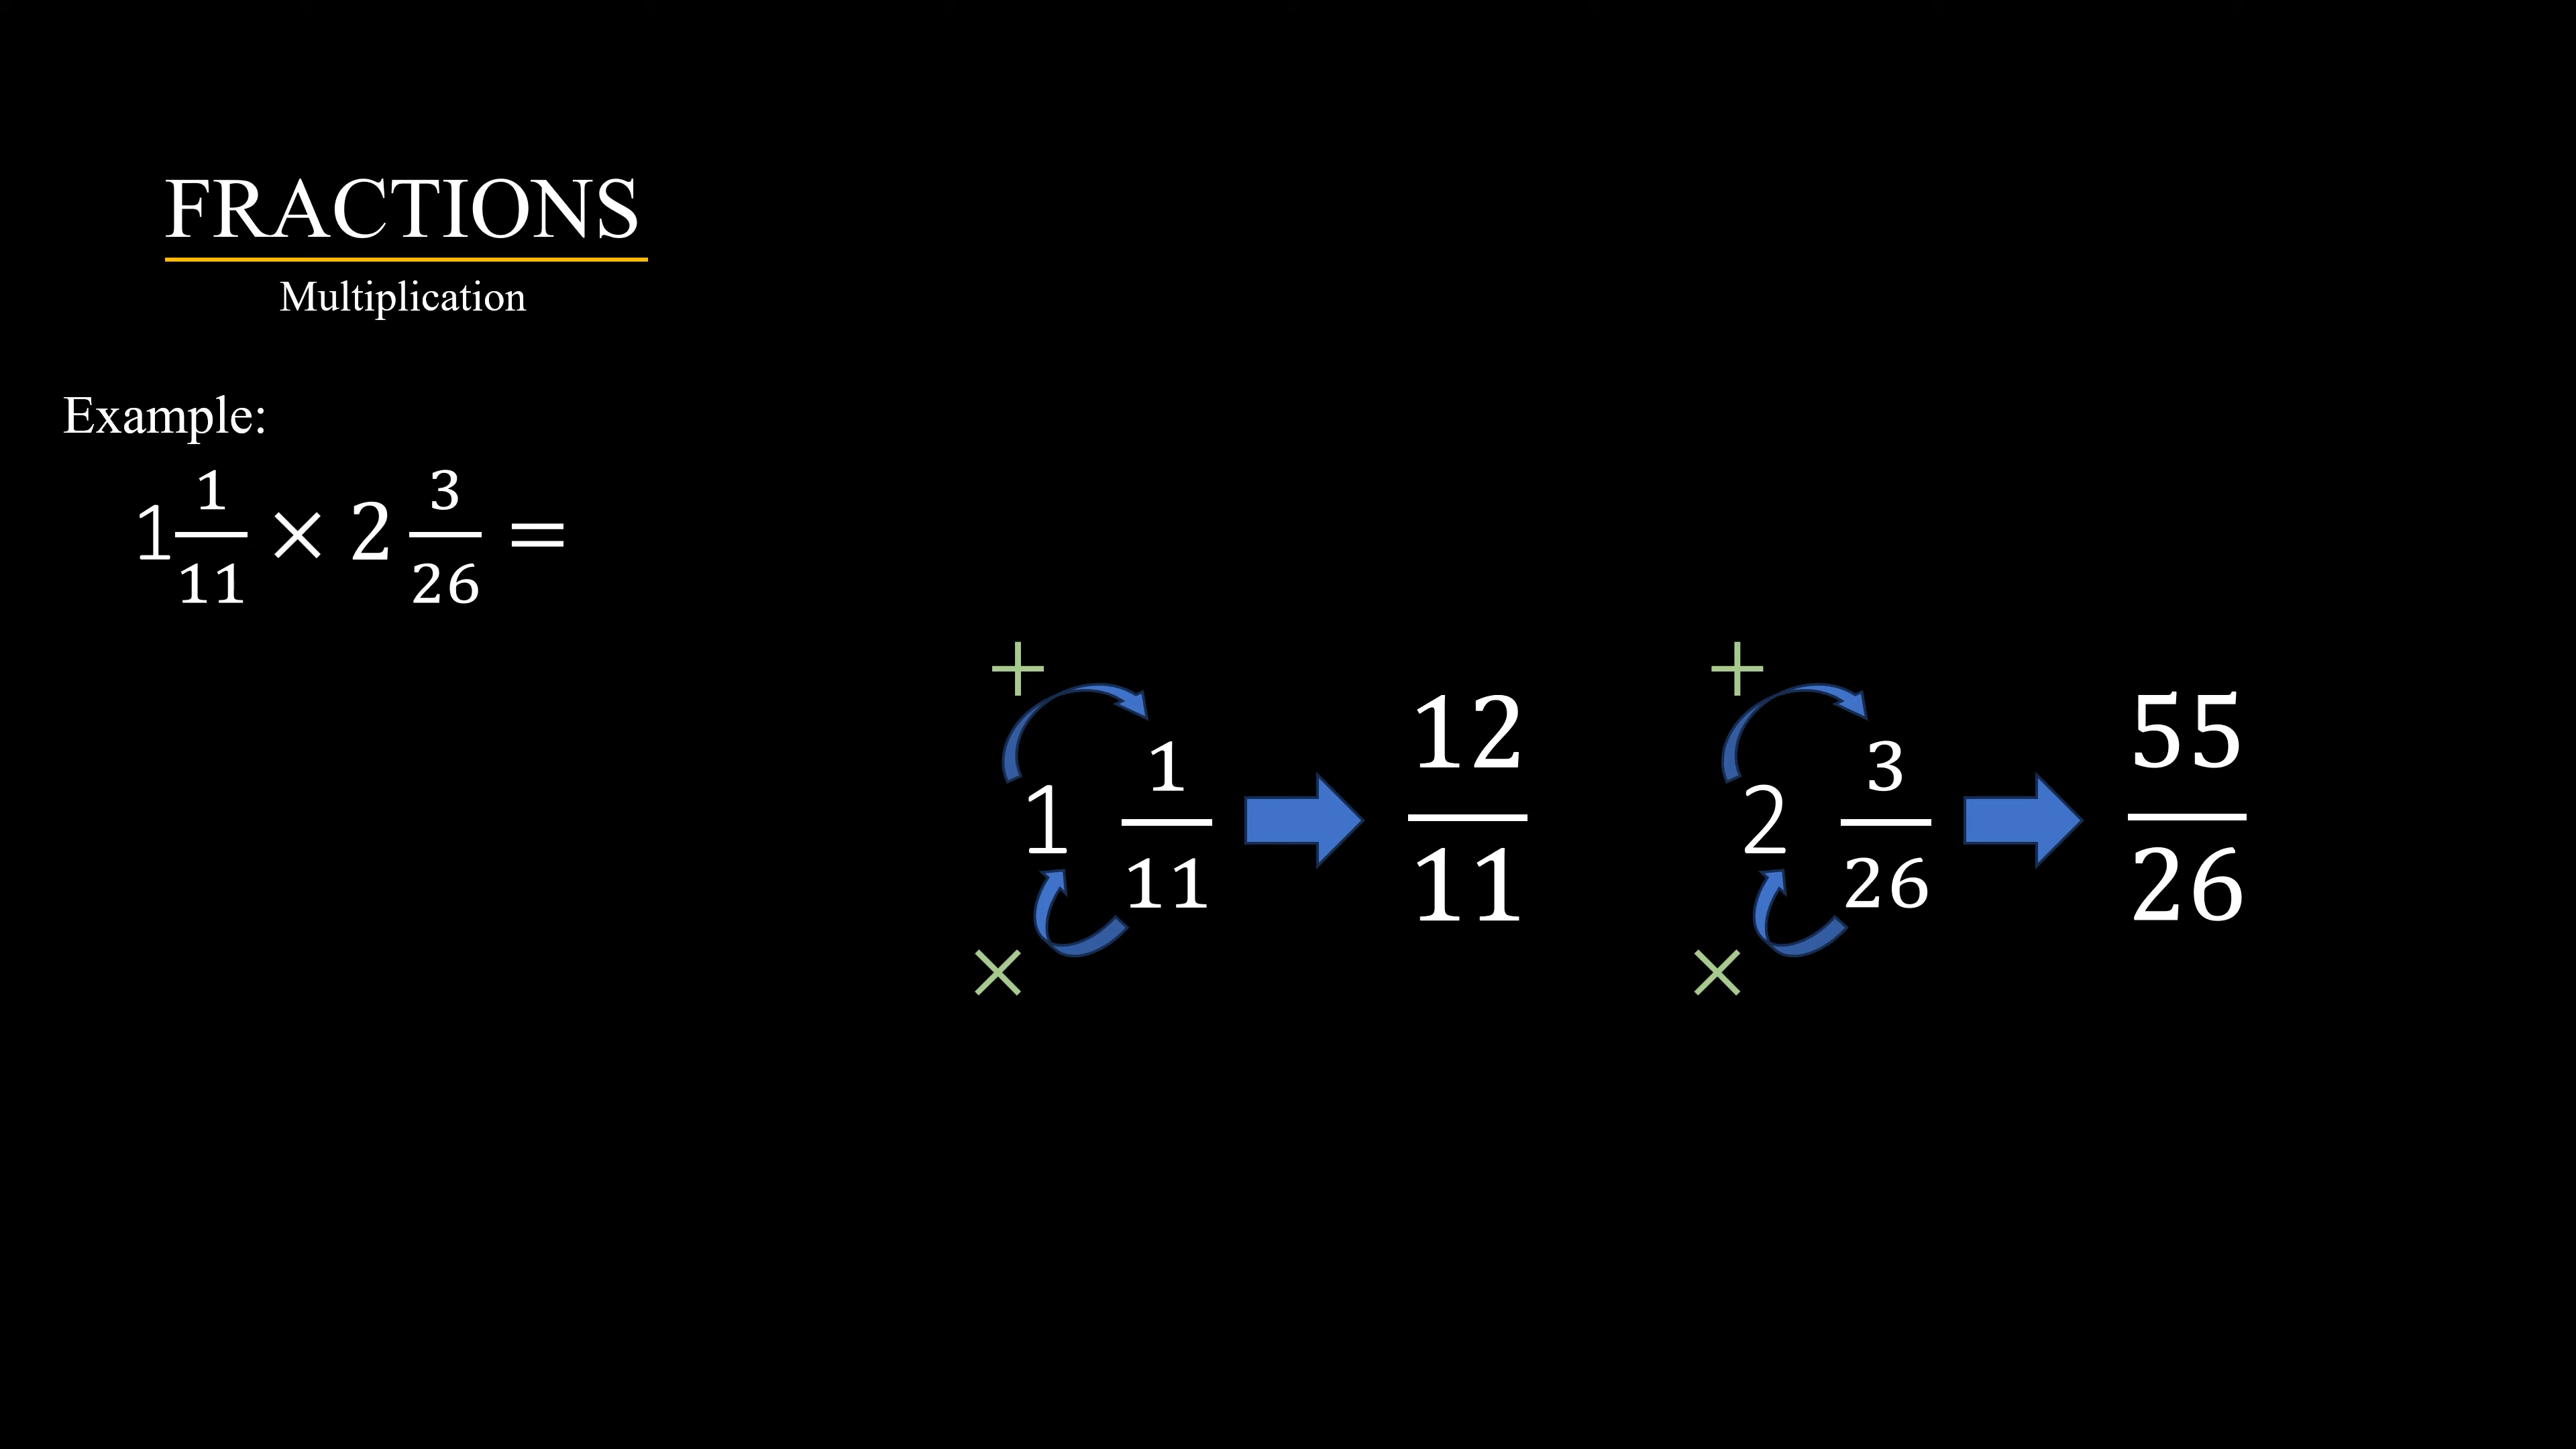 FRACTIONS
Multiplication
Example:
1 1/11 × 2 3/26 =
+ +
1 1/11 12/11 2 3/26 55/26
× ×